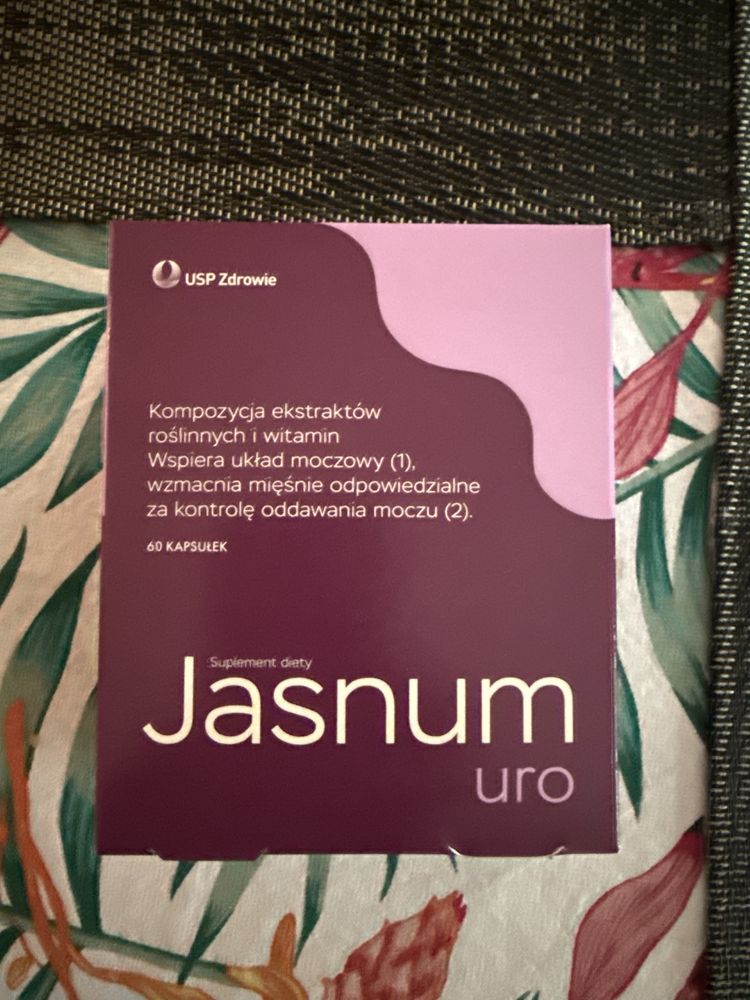 USP Zdrowie
Kompozycja ekstraktów
roślinnych i witamin
Wspiera układ moczowy (1),
wzmacnia mięśnie odpowiedzialne
za kontrolę oddawania moczu (2).
60 KAPSUŁEK
Suplement diety
Jasnum
uro